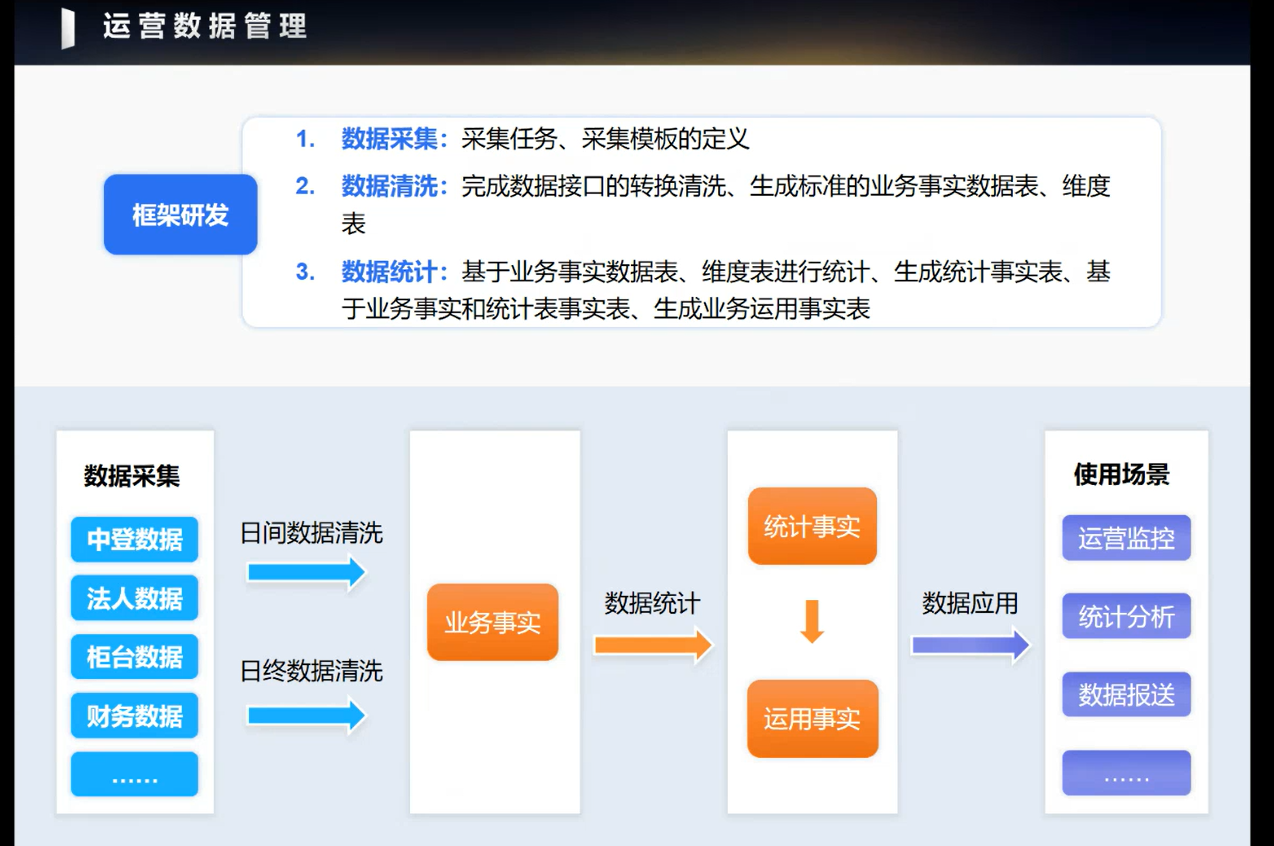 运营数据管理
框架研发
1. 数据采集：采集任务、采集模板的定义
2. 数据清洗：完成数据接口的转换清洗、生成标准的业务事实数据表、维度
表
3. 数据统计：基于业务事实数据表、维度表进行统计、生成统计事实表、基
于业务事实和统计表事实表、生成业务运用事实表
数据采集
中登数据
法人数据
柜台数据
财务数据
......
日间数据清洗
日终数据清洗
业务事实
数据统计
统计事实
运用事实
数据应用
使用场景
运营监控
统计分析
数据报送
......